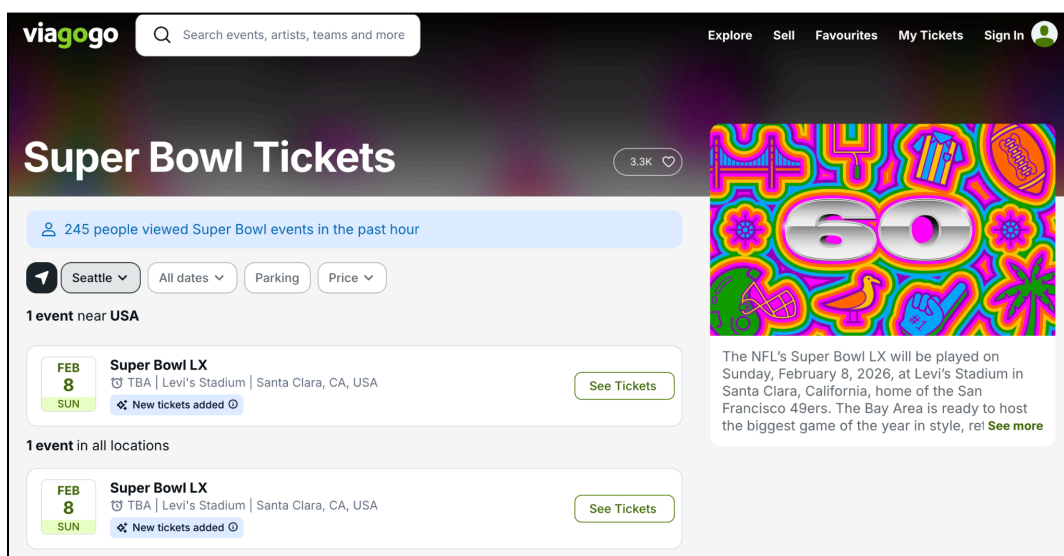 viagogo
Search events, artists, teams and more
Explore Sell Favourites My Tickets Sign In
Super Bowl Tickets
3.3K
245 people viewed Super Bowl events in the past hour
Seattle All dates Parking Price
1 event near USA
FEB
8
SUN
Super Bowl LX
TBA | Levi's Stadium | Santa Clara, CA, USA
New tickets added
See Tickets
1 event in all locations
FEB
8
SUN
Super Bowl LX
TBA | Levi's Stadium | Santa Clara, CA, USA
New tickets added
See Tickets
60
#1
The NFL's Super Bowl LX will be played on
Sunday, February 8, 2026, at Levi's Stadium in
Santa Clara, California, home of the San
Francisco 49ers. The Bay Area is ready to host
the biggest game of the year in style, ret See more